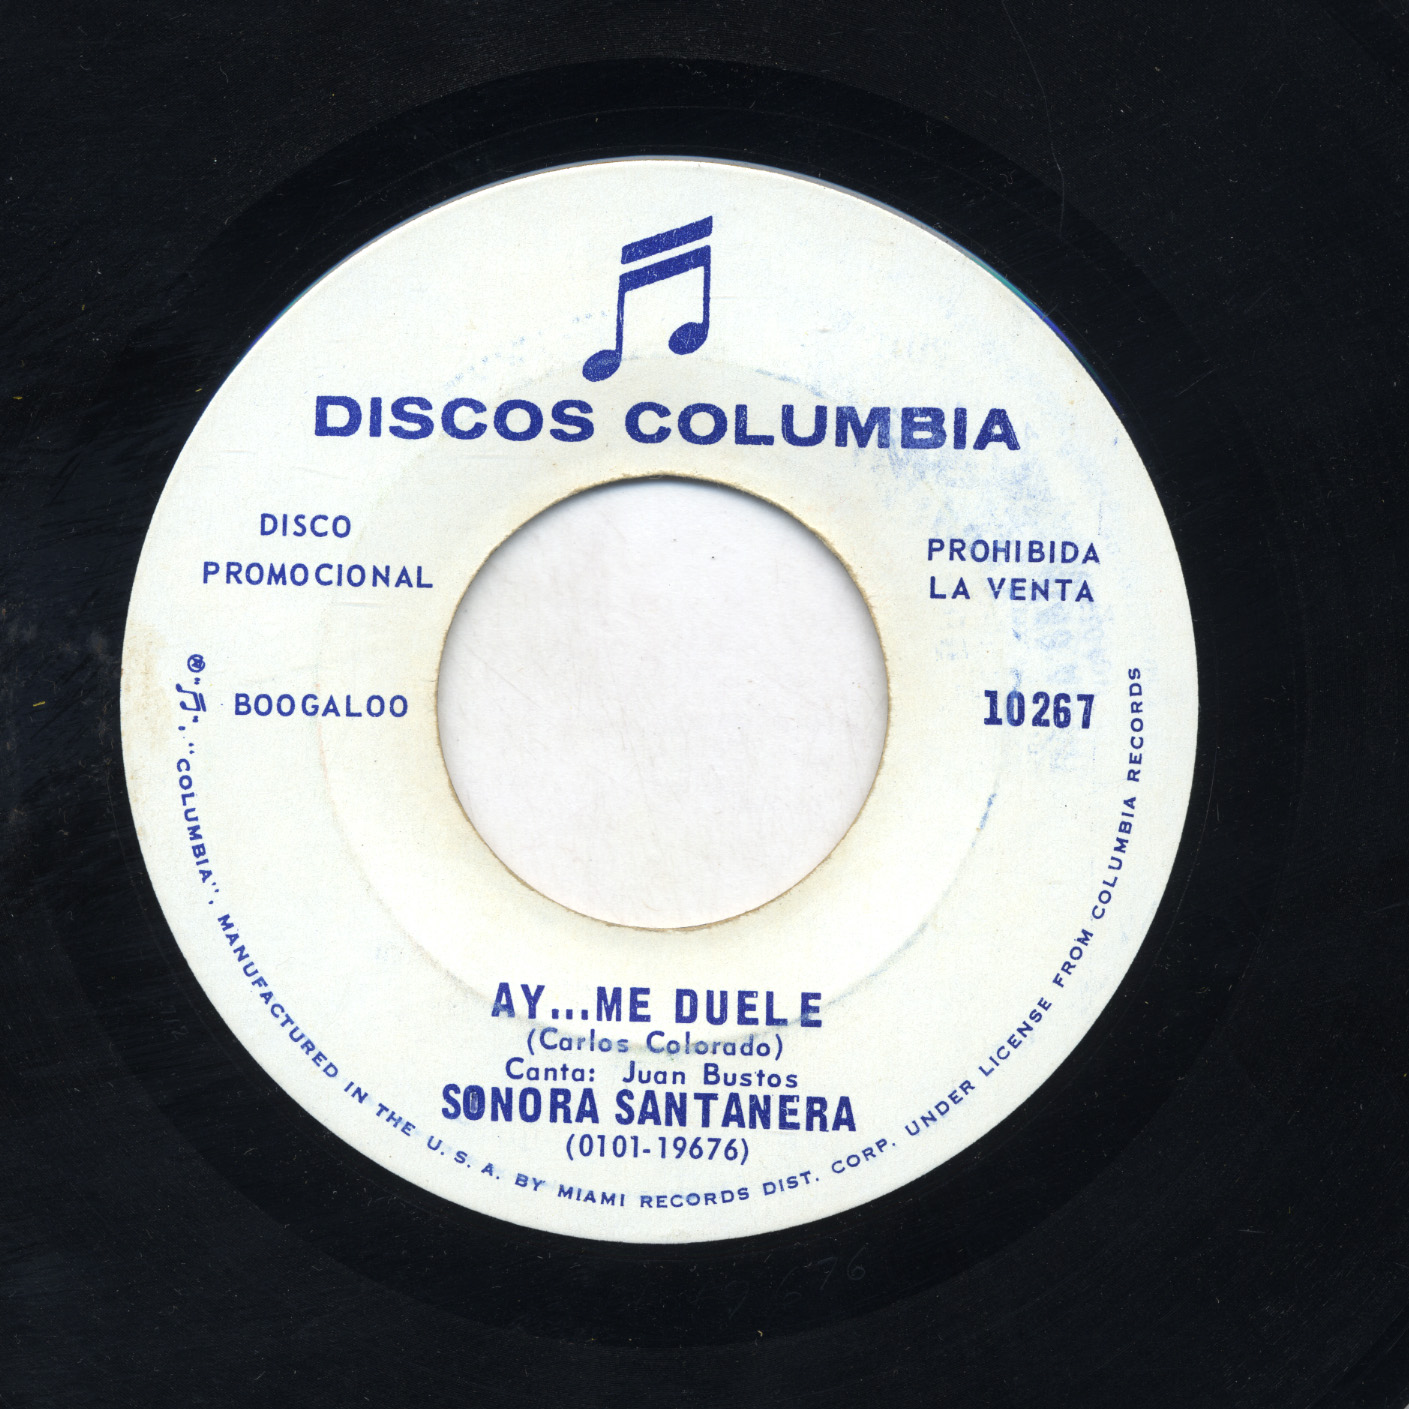 DISCOS COLUMBIA
DISCO
PROMOCIONAL
PROHIBIDA
LA VENTA
BOOGALOO
10267
AY...ME DUELE
(Carlos Colorado)
Canta: Juan Bustos
SONORA SANTANERA
(0101-19676)
"COLUMBIA", MANUFACTURED IN THE U. S. A. BY MIAMI RECORDS DIST. CORP. UNDER LICENSE FROM COLUMBIA RECORDS